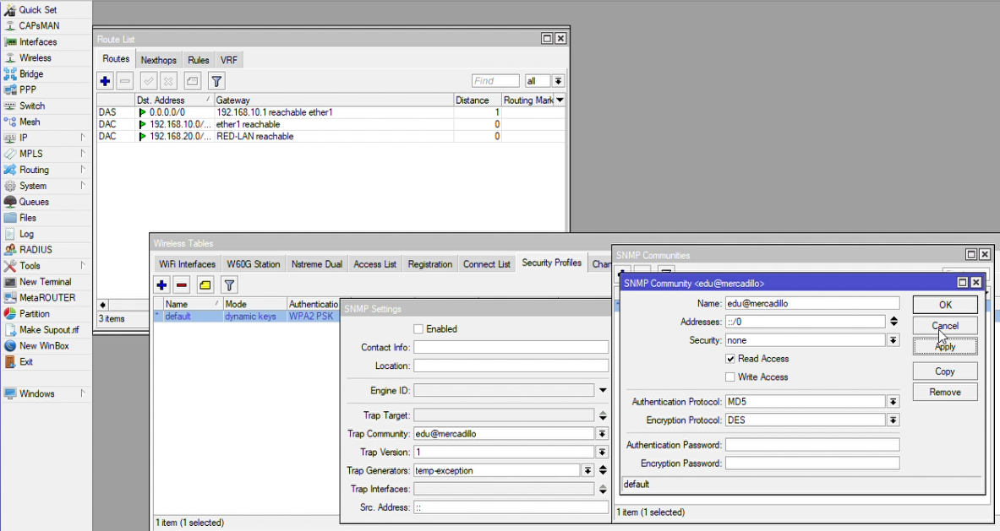 Quick Set
CAPsMAN
Interfaces
Wireless
Bridge
PPP
Switch
Mesh
IP
MPLS
Routing
System
Queues
Files
Log
RADIUS
Tools
New Terminal
MetaROUTER
Partition
Make Supout.rif
New WinBox
Exit
Windows
Route List
Routes Nexthops Rules VRF
Find all
Dst. Address / Gateway Distance Routing Mark
DAS 0.0.0.0/0 192.168.10.1 reachable ether1 1
DAC 192.168.10.0/... ether1 reachable 0
DAC 192.168.20.0/... RED-LAN reachable 0
3 items
Wireless Tables
WiFi Interfaces W60G Station Nstreme Dual Access List Registration Connect List Security Profiles Chan
Name / Mode Authenticatio
* default dynamic keys WPA2 PSK
1 item (1 selected)
SNMP Settings
Enabled
Contact Info:
Location:
Engine ID:
Trap Target:
Trap Community: edu@mercadillo
Trap Version: 1
Trap Generators: temp-exception
Trap Interfaces:
Src. Address: ::
SNMP Communities
SNMP Community <edu@mercadillo>
Name: edu@mercadillo
Addresses: ::/0
Security: none
Read Access
Write Access
Authentication Protocol: MD5
Encryption Protocol: DES
Authentication Password:
Encryption Password:
default
OK
Cancel
Apply
Copy
Remove
1 item (1 selected)